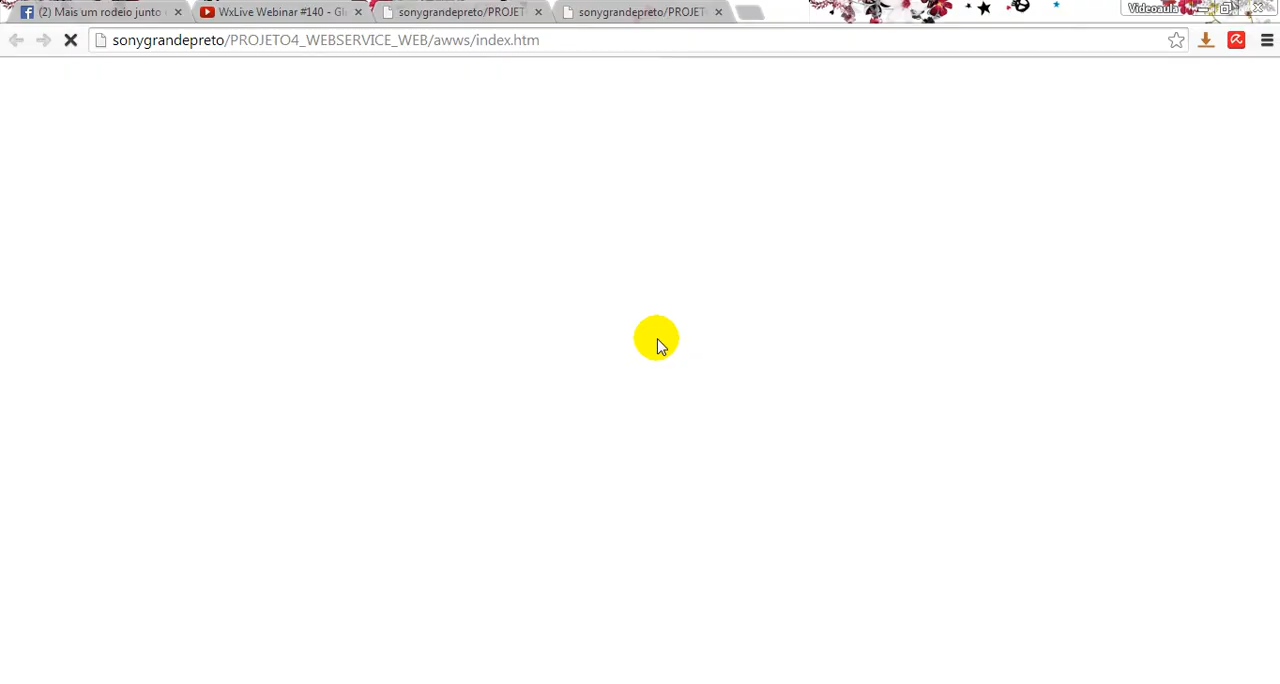 (2) Mais um rodeio junto
WxLive Webinar #140 - Gl
sonygrandepreto/PROJET
sonygrandepreto/PROJET
Videoaula
sonygrandepreto/PROJETO4_WEBSERVICE_WEB/awws/index.htm